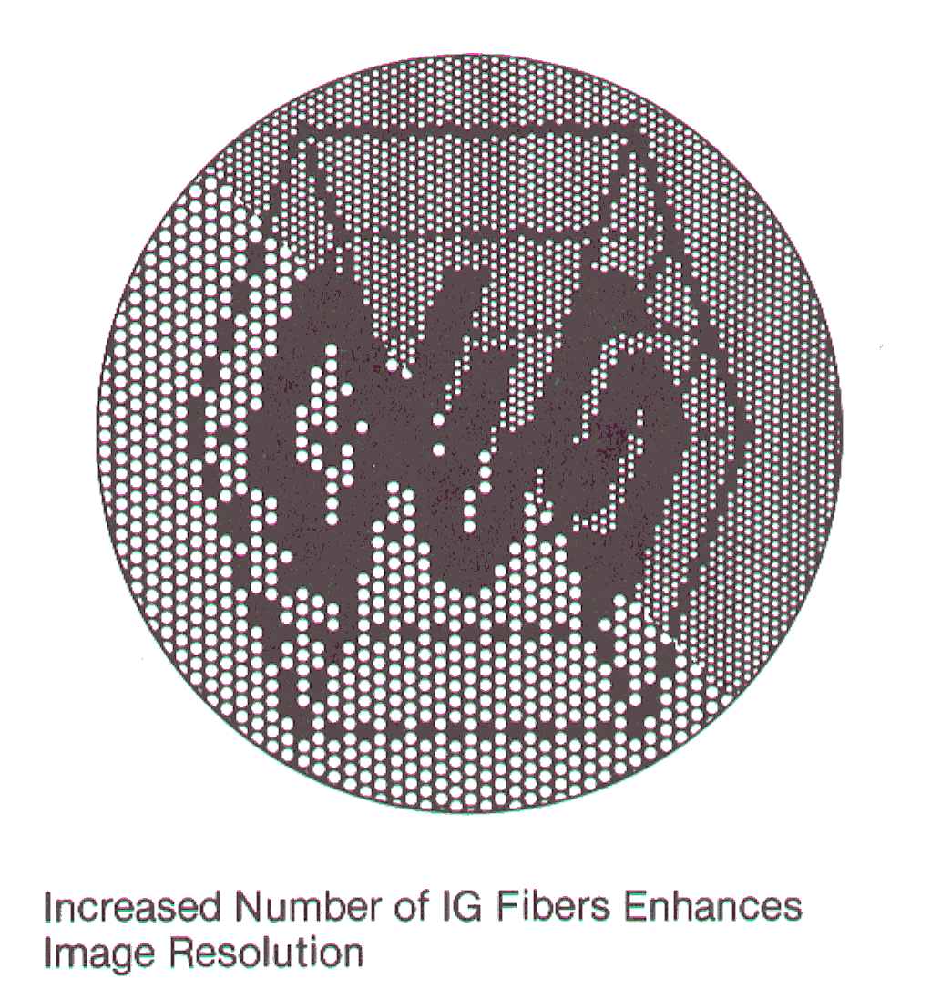 Increased Number of IG Fibers Enhances
Image Resolution